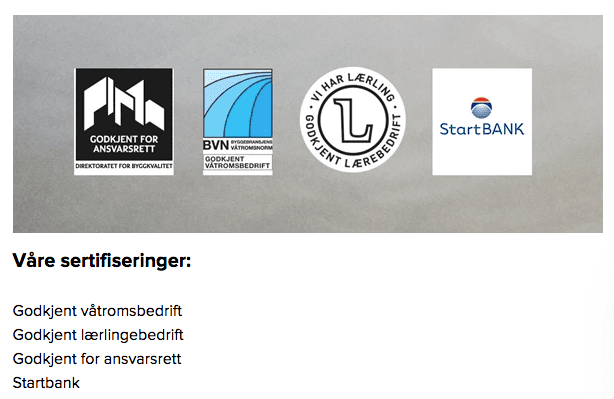 GODKJENT FOR
ANSVARSRETT
DIREKTORATET FOR BYGGKVALITET
BVN BYGGEBRANSJENS
VÅTROMSNORM
GODKJENT
VÅTROMSBEDRIFT
· VI HAR LÆRLING ·
GODKJENT LÆREBEDRIFT
L
StartBANK
Våre sertifiseringer:
Godkjent våtromsbedrift
Godkjent lærlingebedrift
Godkjent for ansvarsrett
Startbank